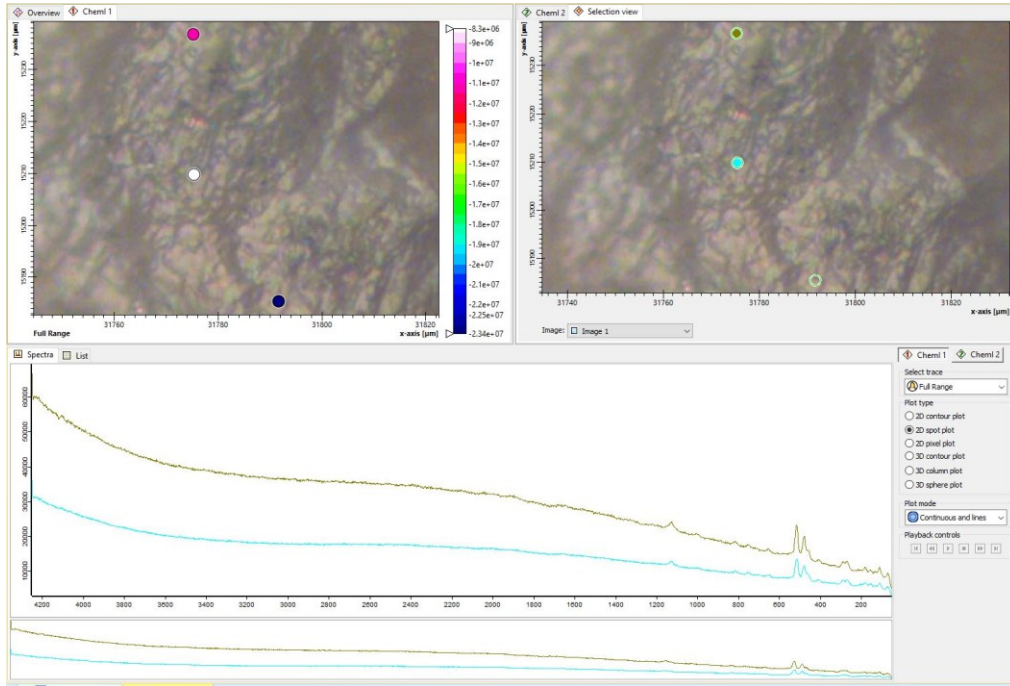 Overview
ChemI 1
y-axis [µm]
15230
15220
15210
15200
15190
31760
31780
31800
31820
Full Range
x-axis [µm]
-8.3e+06
-9e+06
-1e+07
-1.1e+07
-1.2e+07
-1.3e+07
-1.4e+07
-1.5e+07
-1.6e+07
-1.7e+07
-1.8e+07
-1.9e+07
-2e+07
-2.1e+07
-2.2e+07
-2.25e+07
-2.34e+07
ChemI 2
Selection view
y-axis [µm]
15230
15220
15210
15200
15190
31740
31760
31780
31800
31820
x-axis [µm]
Image:
Image 1
Spectra
List
60000
50000
40000
30000
20000
10000
4200
4000
3800
3600
3400
3200
3000
2800
2600
2400
2200
2000
1800
1600
1400
1200
1000
800
600
400
200
ChemI 1
ChemI 2
Select trace
Full Range
Plot type
2D contour plot
2D spot plot
2D pixel plot
3D contour plot
3D column plot
3D sphere plot
Plot mode
Continuous and lines
Playback controls